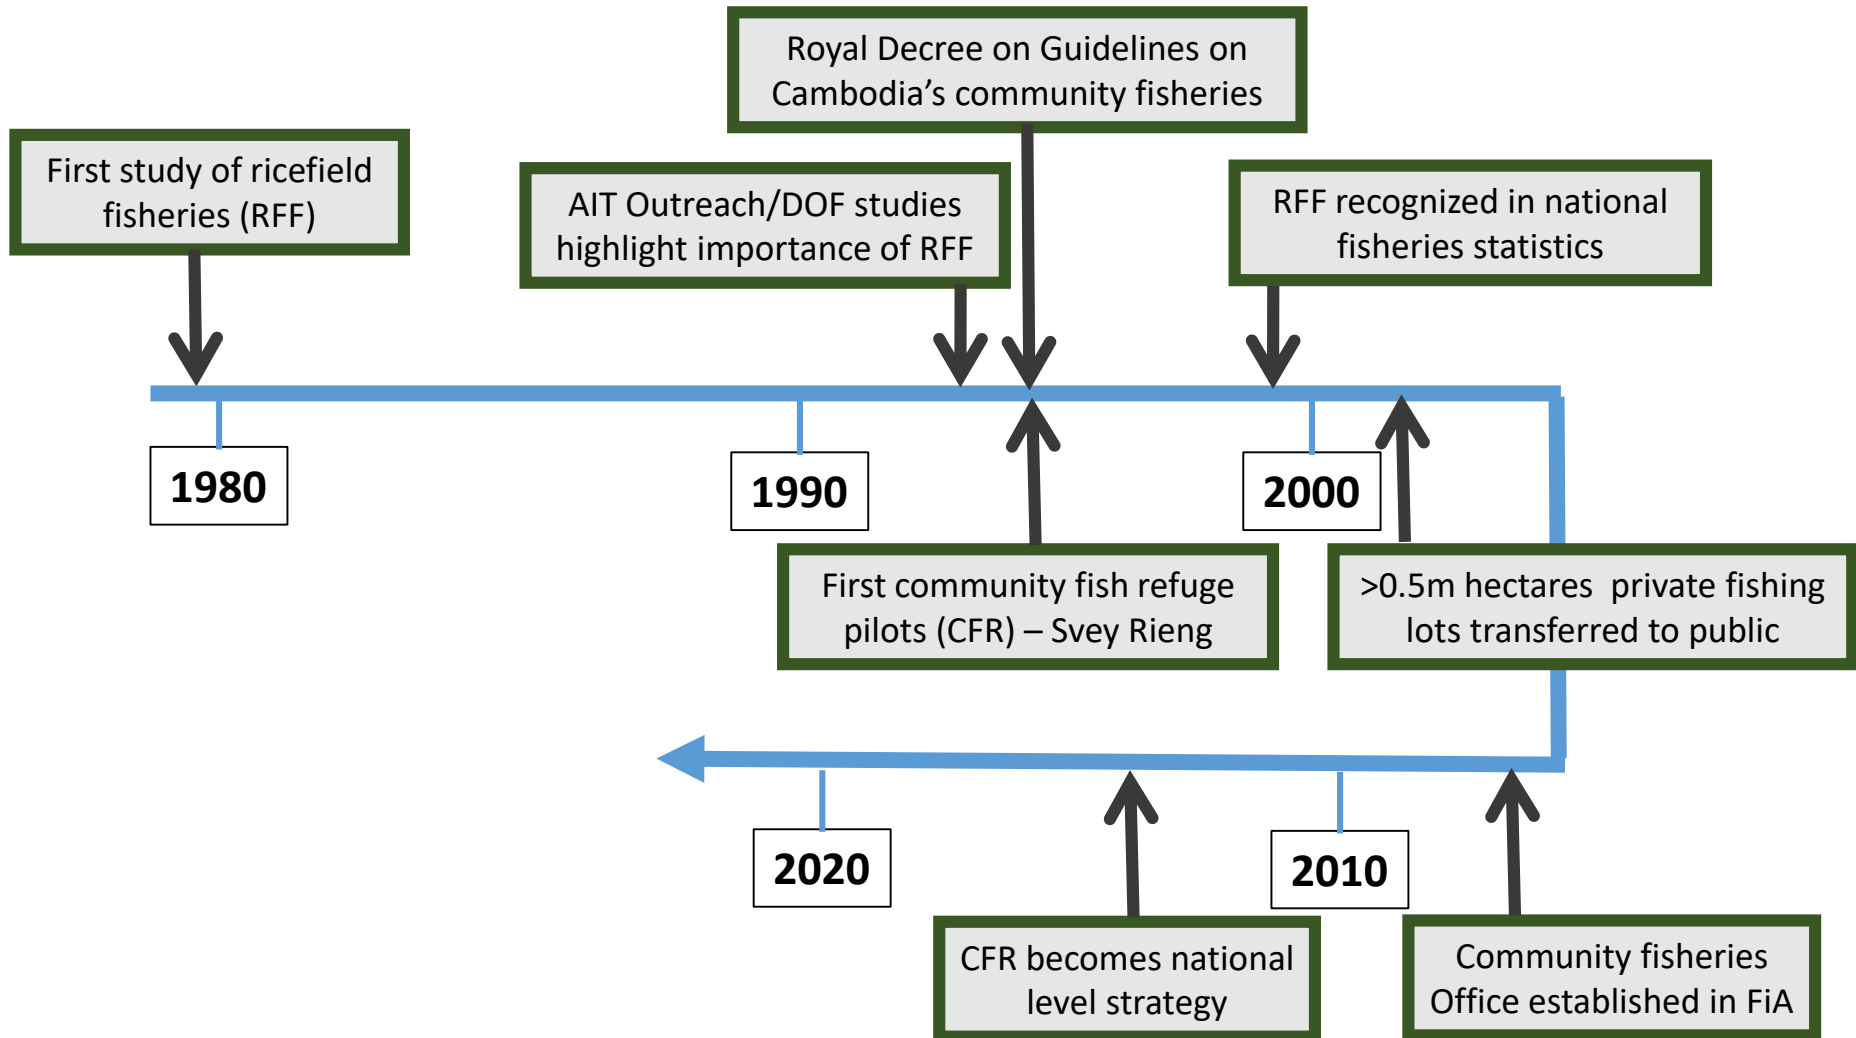 Royal Decree on Guidelines on
Cambodia’s community fisheries
First study of ricefield
fisheries (RFF)
AIT Outreach/DOF studies
highlight importance of RFF
RFF recognized in national
fisheries statistics
1980
1990
2000
First community fish refuge
pilots (CFR) – Svey Rieng
>0.5m hectares private fishing
lots transferred to public
2020
2010
CFR becomes national
level strategy
Community fisheries
Office established in FiA